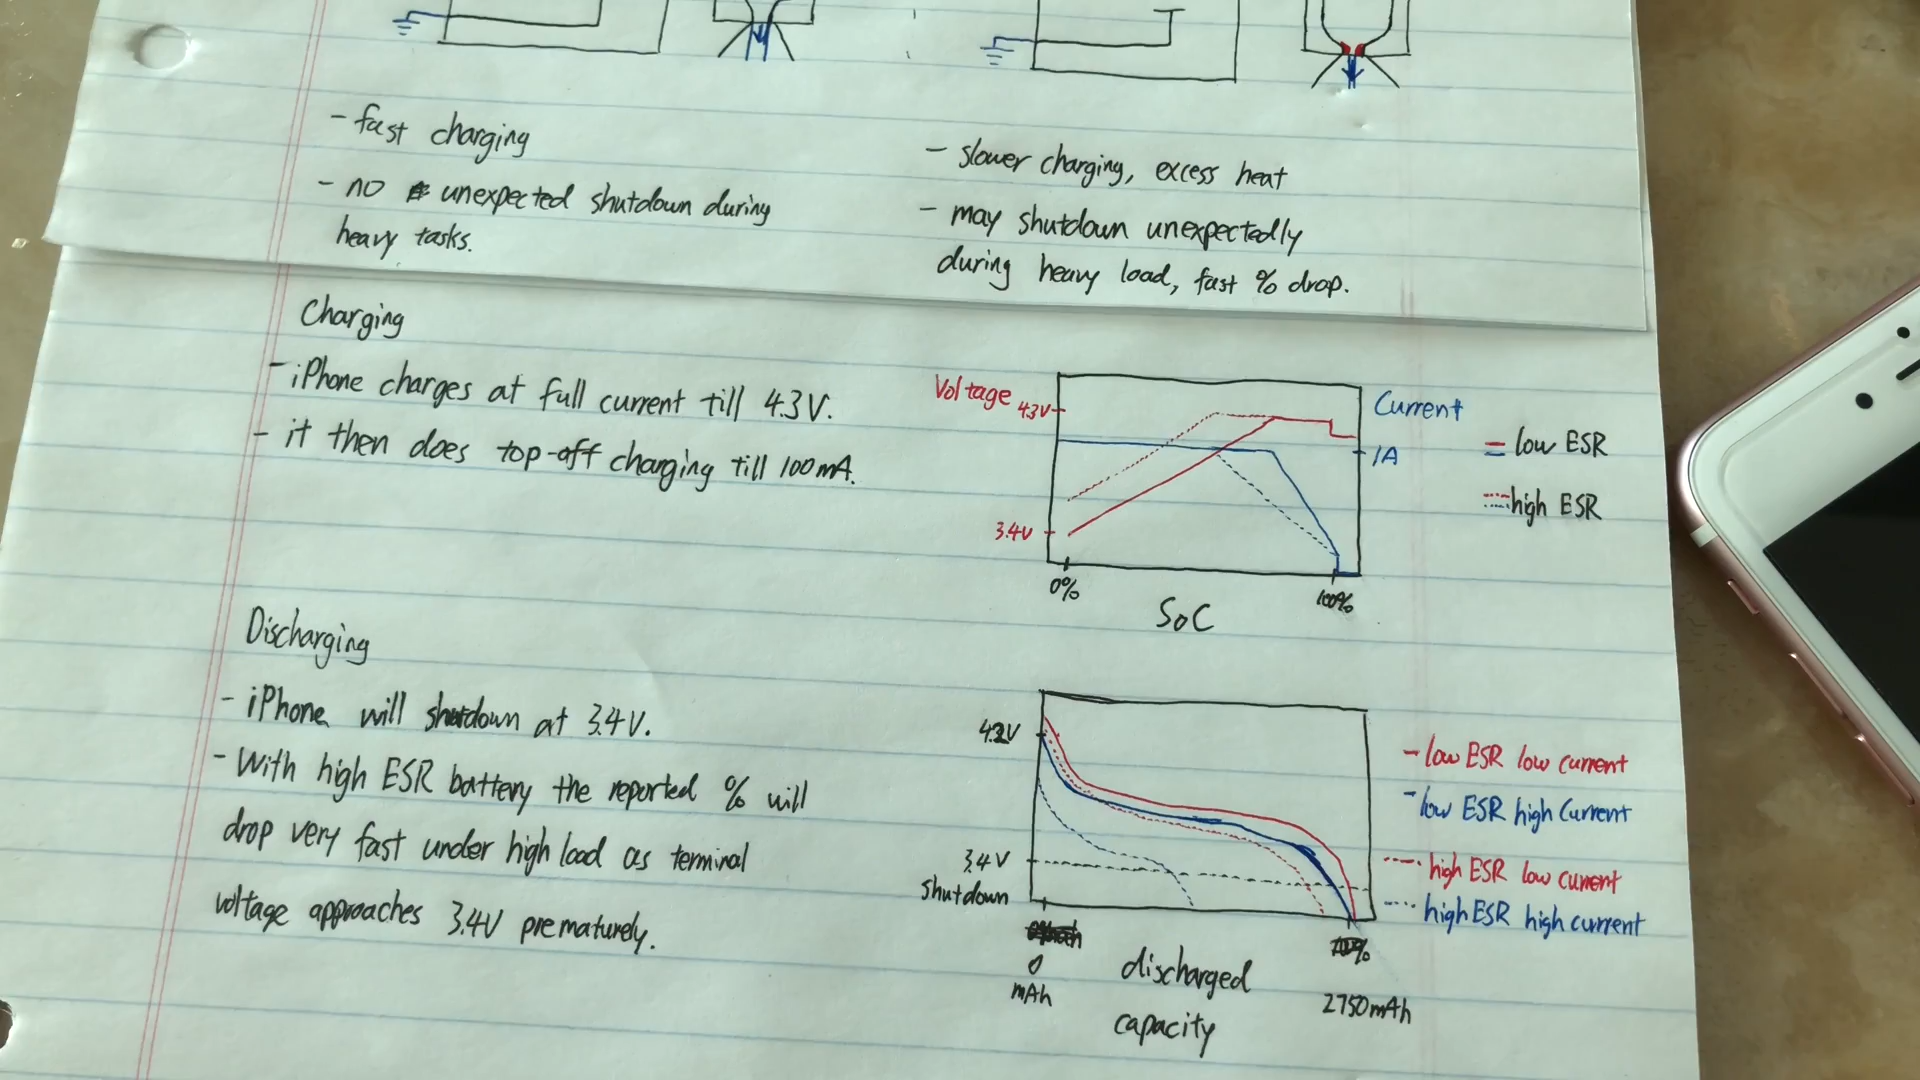 - fast charging
- no unexpected shutdown during
heavy tasks.
- slower charging, excess heat
- may shutdown unexpectedly
during heavy load, fast % drop.
Charging
- iPhone charges at full current till 4.3V.
- it then does top-off charging till 100mA.
Voltage 4.3V
3.4V
Current
1A
low ESR
high ESR
0%
100%
SoC
Discharging
- iPhone will shutdown at 3.4V.
- With high ESR battery the reported % will
drop very fast under high load as terminal
voltage approaches 3.4V prematurely.
4.2V
3.4V
shutdown
- low ESR low current
- low ESR high current
high ESR low current
high ESR high current
0
mAh
discharged
capacity
2750mAh